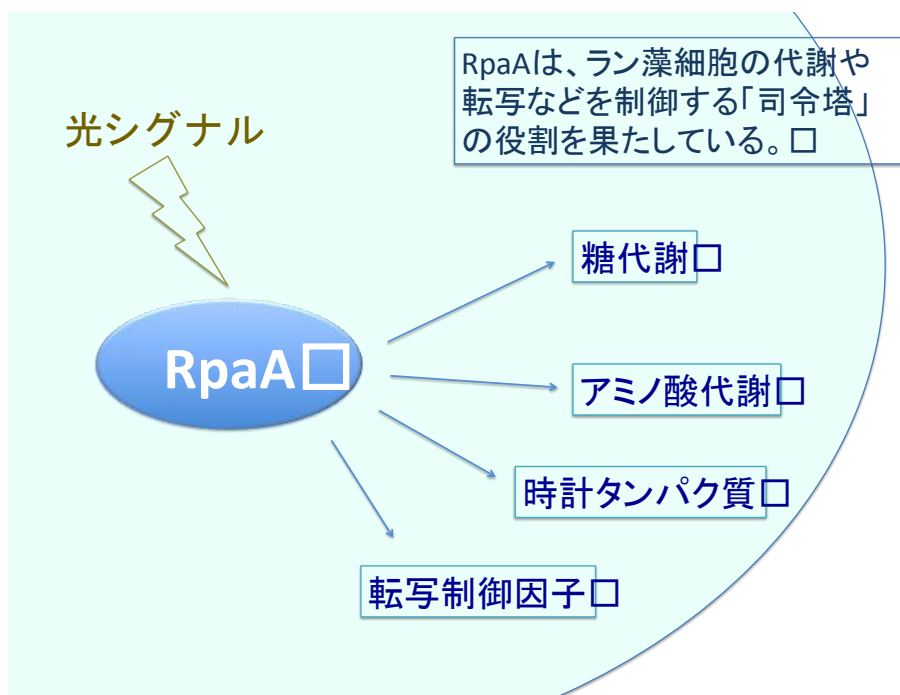 RpaAは、ラン藻細胞の代謝や
転写などを制御する「司令塔」
の役割を果たしている。□
光シグナル
糖代謝□
RpaA□
アミノ酸代謝□
時計タンパク質□
転写制御因子□